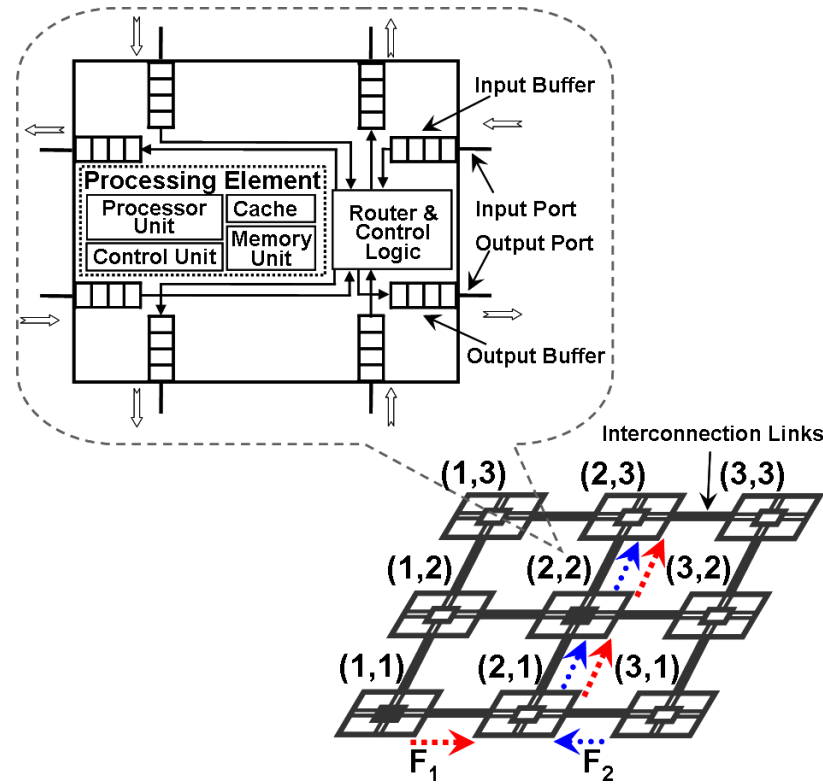 Input Buffer
Processing Element
Processor
Unit
Cache
Control Unit
Memory
Unit
Router &
Control
Logic
Input Port
Output Port
Output Buffer
Interconnection Links
(1,3) (2,3) (3,3)
(1,2) (2,2) (3,2)
(1,1) (2,1) (3,1)
F1 F2